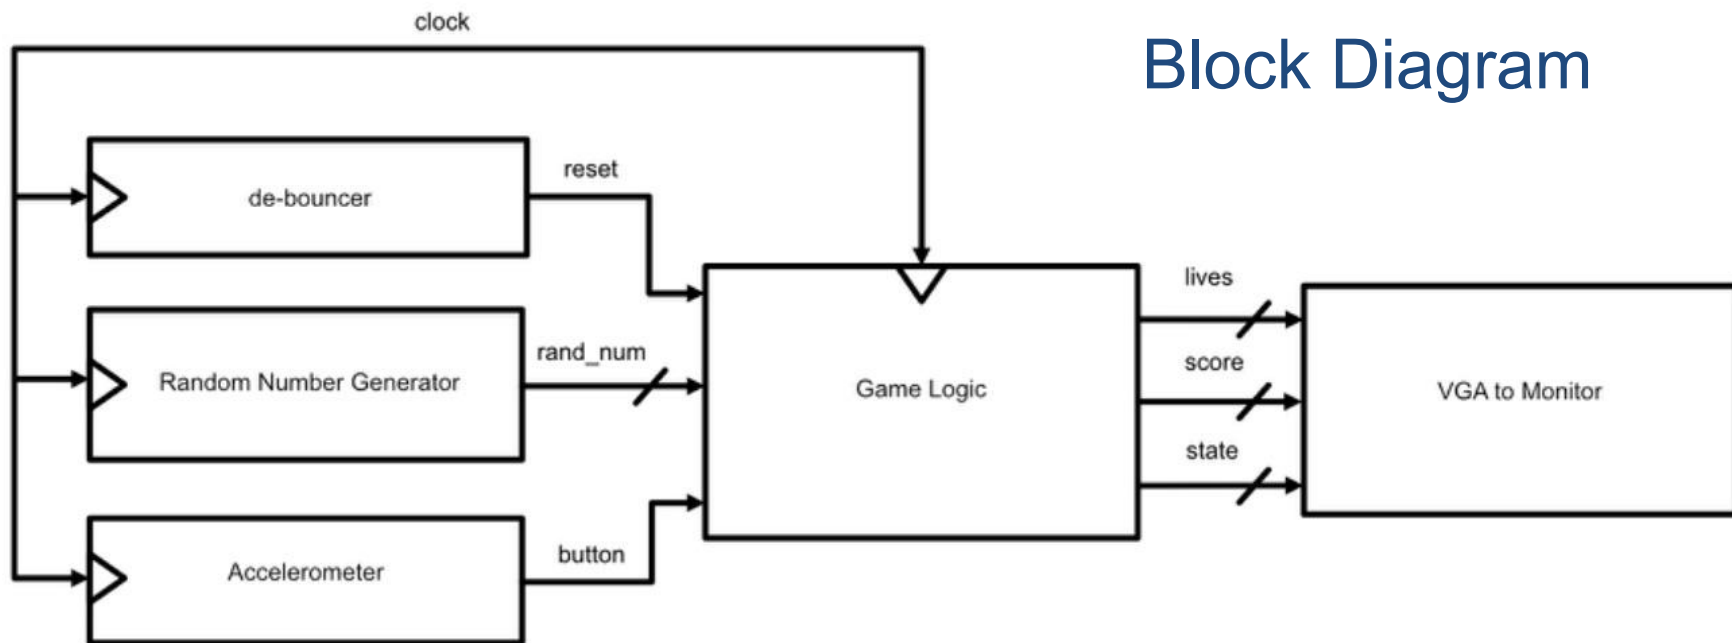 clock
Block Diagram
de-bouncer
reset
Random Number Generator
rand_num
Accelerometer
button
Game Logic
lives
score
state
VGA to Monitor